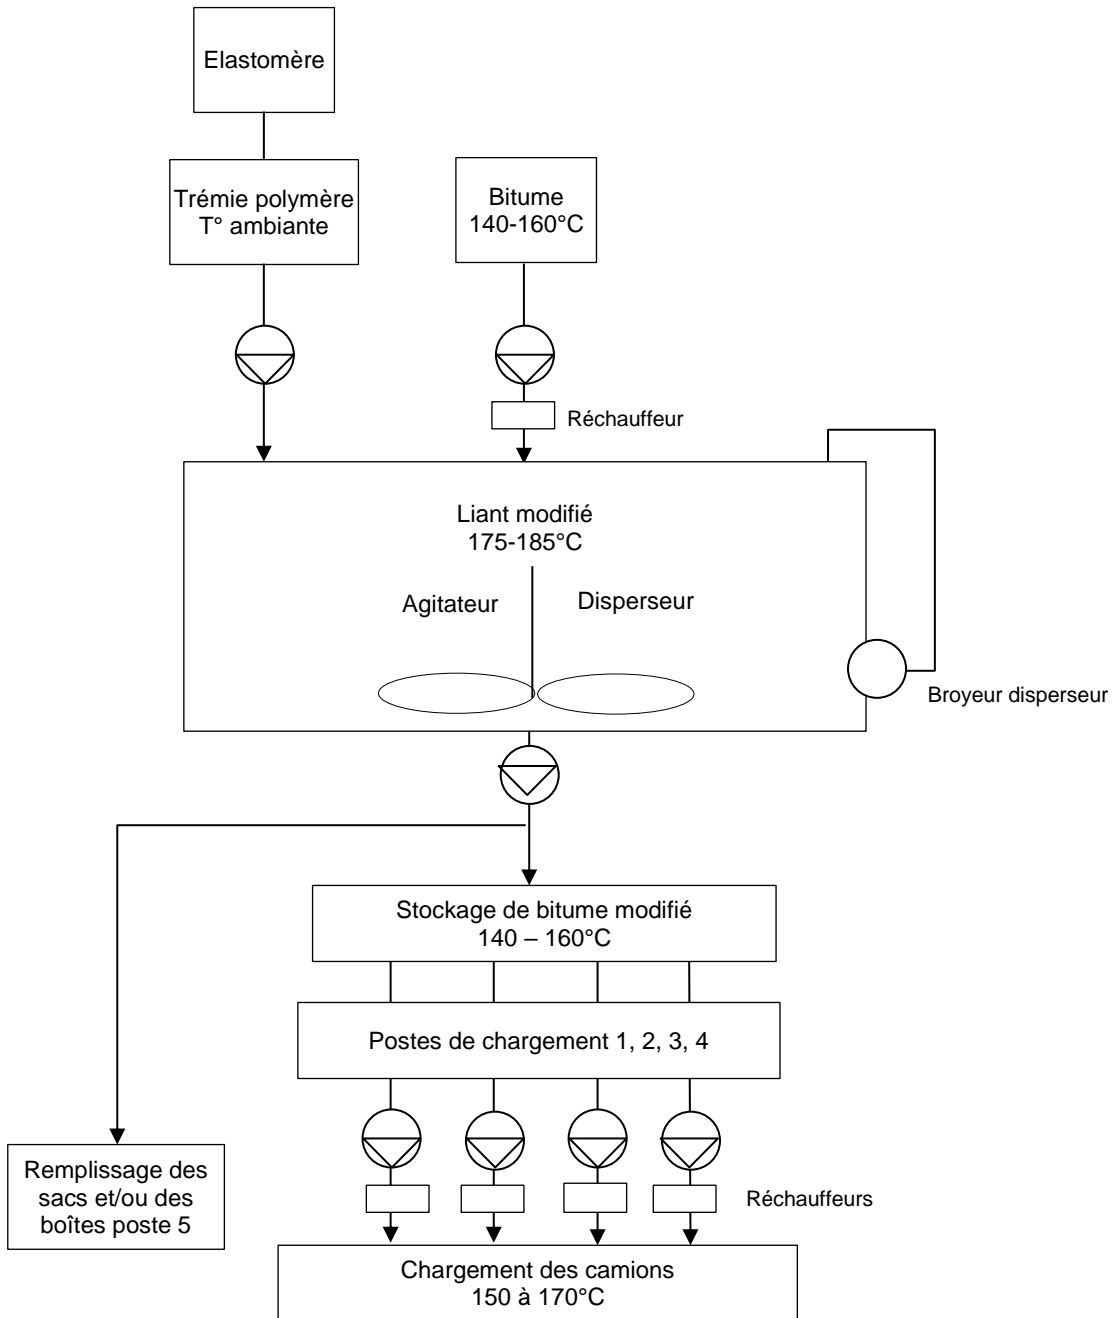 Elastomère
Trémie polymère
T° ambiante
Bitume
140-160°C
Réchauffeur
Liant modifié
175-185°C
Agitateur
Disperseur
Broyeur disperseur
Stockage de bitume modifié
140 – 160°C
Postes de chargement 1, 2, 3, 4
Remplissage des
sacs et/ou des
boîtes poste 5
Réchauffeurs
Chargement des camions
150 à 170°C